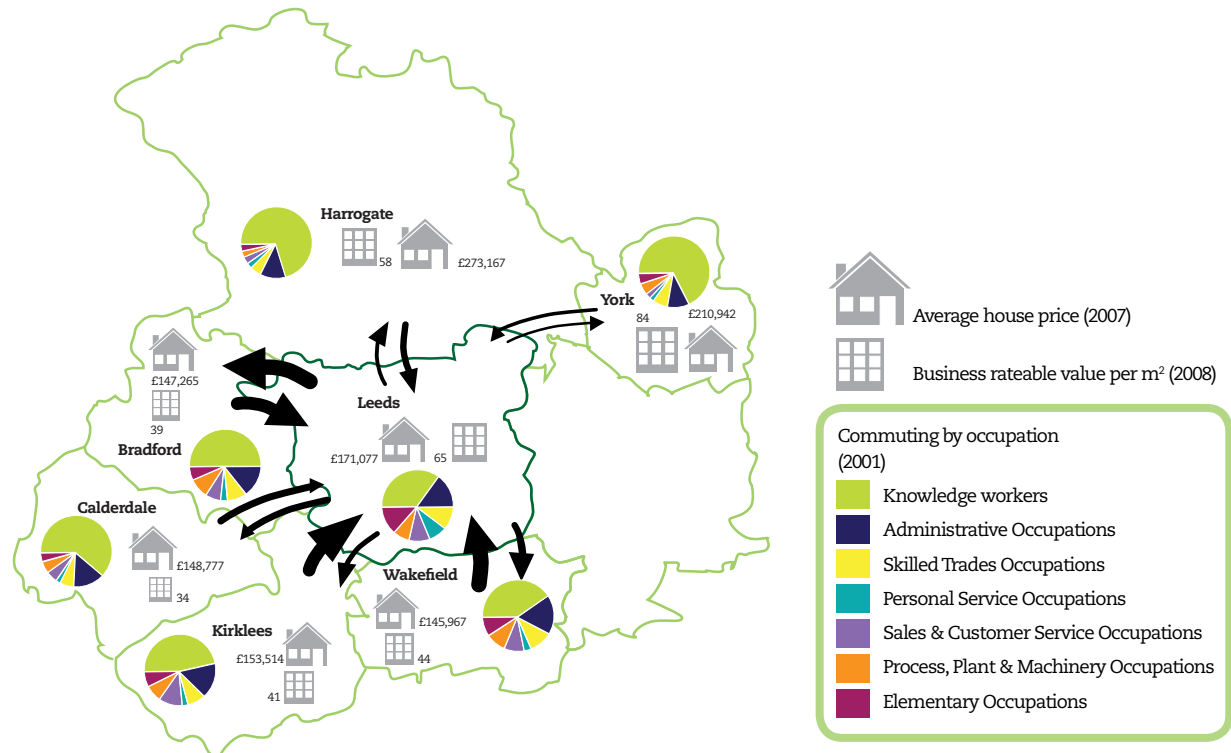 Harrogate
58
£273,167
York
84
£210,942
£147,265
39
Bradford
Leeds
£171,077
65
Calderdale
£148,777
34
Wakefield
£145,967
44
Kirklees
£153,514
41
Average house price (2007)
Business rateable value per m² (2008)
Commuting by occupation
(2001)
Knowledge workers
Administrative Occupations
Skilled Trades Occupations
Personal Service Occupations
Sales & Customer Service Occupations
Process, Plant & Machinery Occupations
Elementary Occupations